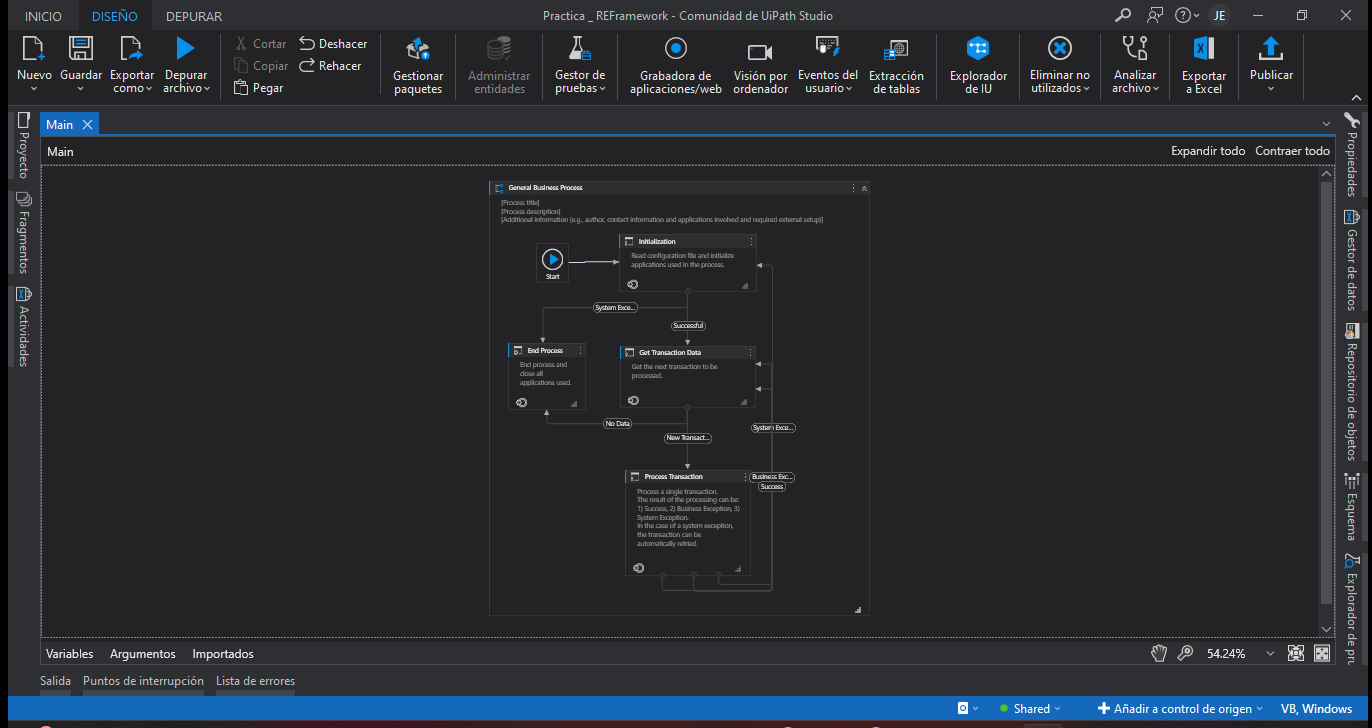 INICIO
DISEÑO
DEPURAR
Practica _ REFramework - Comunidad de UiPath Studio
JE
Nuevo
Guardar
Exportar
como
Depurar
archivo
Cortar
Copiar
Pegar
Deshacer
Rehacer
Gestionar
paquetes
Administrar
entidades
Gestor de
pruebas
Grabadora de
aplicaciones/web
Visión por
ordenador
Eventos del
usuario
Extracción
de tablas
Explorador
de IU
Eliminar no
utilizados
Analizar
archivo
Exportar
a Excel
Publicar
Proyecto
Fragmentos
Actividades
Main
Main
Expandir todo
Contraer todo
General Business Process
[Process title]
[Process description]
[Additional information (e.g., author, contact information and applications involved and required external setup)]
Start
Initialization
Read configuration file and initialize
applications used in the process.
System Exce...
Successful
End Process
End process and
close all
applications used.
Get Transaction Data
Get the next transaction to be
processed.
No Data
New Transact...
System Exce...
Process Transaction
Process a single transaction.
The result of the processing can be:
1) Success, 2) Business Exception, 3)
System Exception.
In the case of a system exception,
the transaction can be
automatically retried.
Business Exc...
Success
Propiedades
Gestor de datos
Repositorio de objetos
Esquema
Explorador de pru
Variables
Argumentos
Importados
54.24%
Salida
Puntos de interrupción
Lista de errores
Shared
Añadir a control de origen
VB, Windows